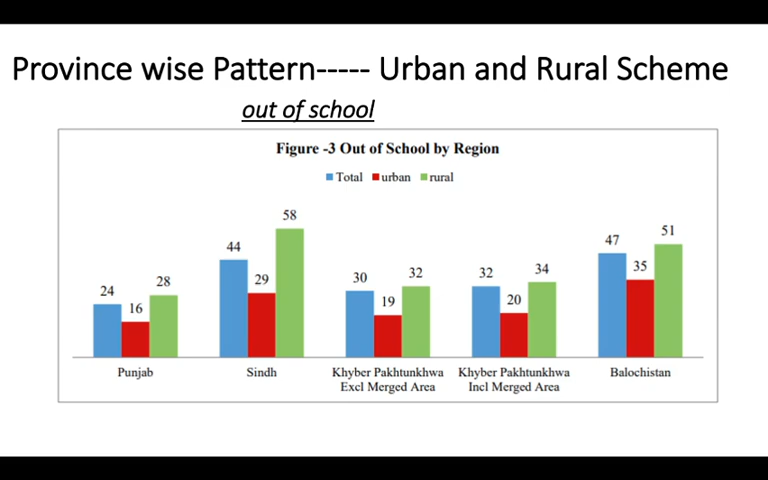 Province wise Pattern----- Urban and Rural Scheme
out of school
Figure -3 Out of School by Region
Total urban rural
24 16 28
44 29 58
30 19 32
32 20 34
47 35 51
Punjab
Sindh
Khyber Pakhtunkhwa
Excl Merged Area
Khyber Pakhtunkhwa
Incl Merged Area
Balochistan